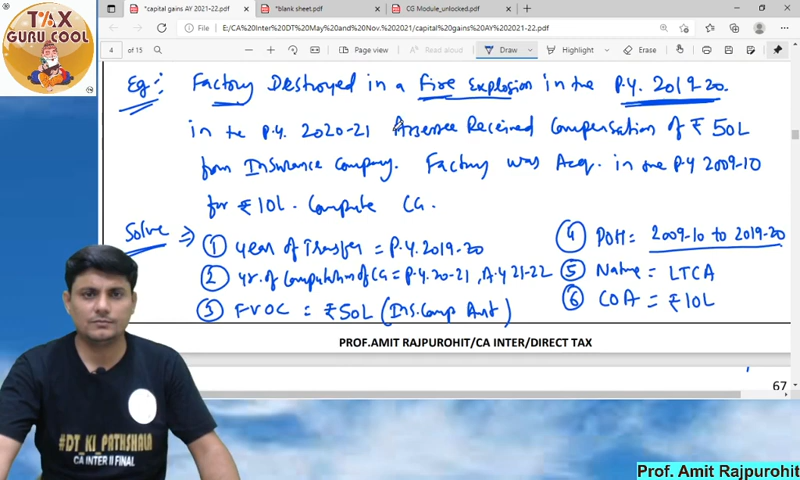 TAX
GURU COOL
*capital gains AY 2021-22.pdf
*blank sheet.pdf
CG Module_unlocked.pdf
File
E:/CA%20Inter%20DT%20May%20and%20Nov.%202021/capital%20gains%20AY%202021-22.pdf
4 of 15
Page view
Read aloud
Draw
Highlight
Erase
Eg:
Factory Destroyed in a Fire Explosion in the P.Y. 2019-20.
in the P.Y. 2020-21 Assessee Received Compensation of ₹ 50L
from Insurance Company. Factory was Acq. in the P.Y 2009-10
for ₹10L. Compute CG.
Solve ⇒
① year of Transfer = P.Y. 2019-20
② yr. of Computation of CG = P.Y. 20-21, A.Y 21-22
③ FVOC = ₹50L (Ins. Comp Amt)
④ POH = 2009-10 to 2019-20
⑤ Nature = LTCA
⑥ COA = ₹10L
PROF.AMIT RAJPUROHIT/CA INTER/DIRECT TAX
67
#DT_KI_PATHSHALA
CA INTER II FINAL
Prof. Amit Rajpurohit